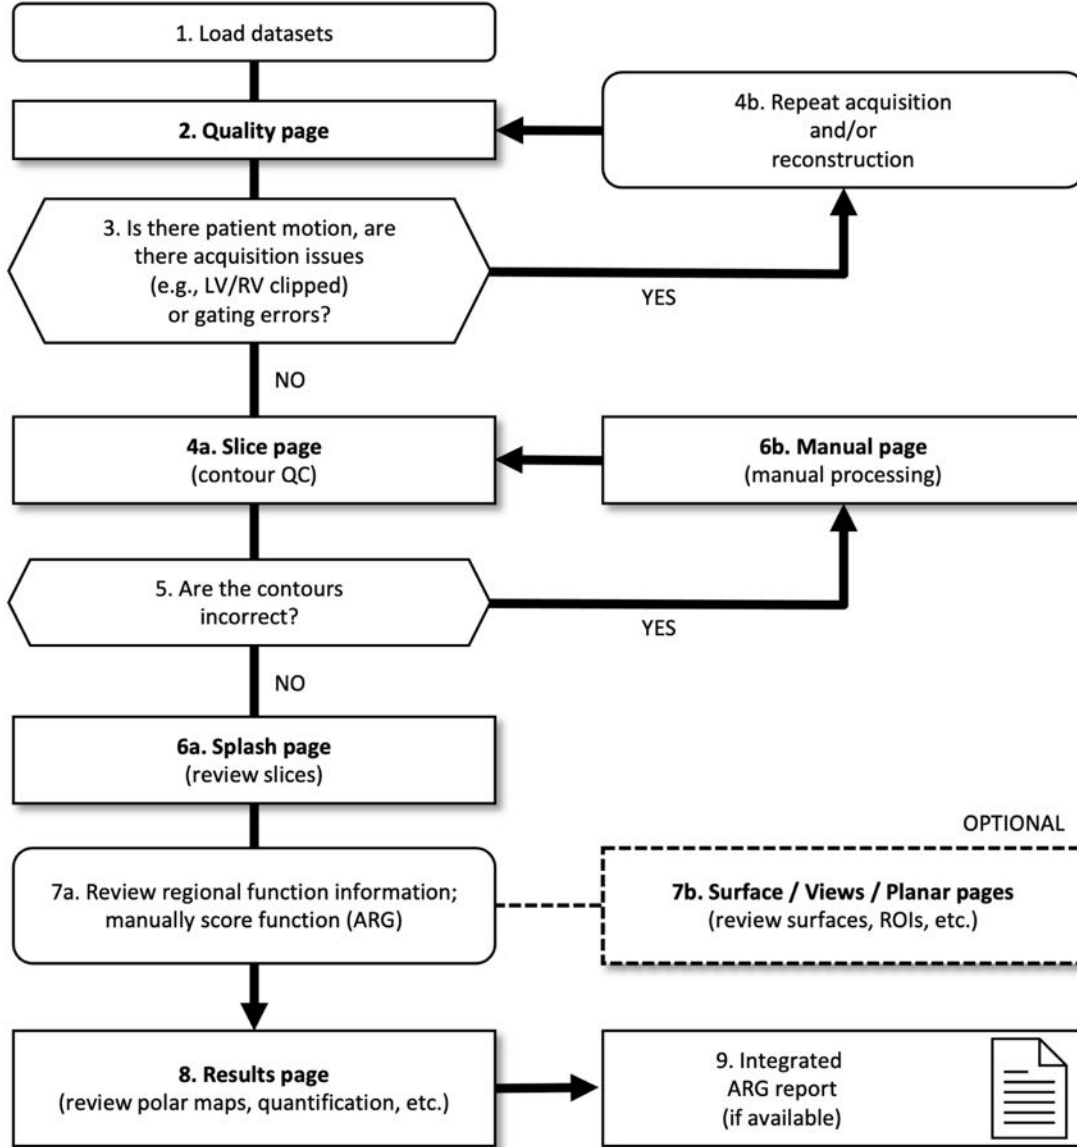 1. Load datasets
2. Quality page
4b. Repeat acquisition
and/or
reconstruction
3. Is there patient motion, are
there acquisition issues
(e.g., LV/RV clipped)
or gating errors?
YES
NO
4a. Slice page
(contour QC)
6b. Manual page
(manual processing)
5. Are the contours
incorrect?
YES
NO
6a. Splash page
(review slices)
OPTIONAL
7a. Review regional function information;
manually score function (ARG)
7b. Surface / Views / Planar pages
(review surfaces, ROIs, etc.)
8. Results page
(review polar maps, quantification, etc.)
9. Integrated
ARG report
(if available)